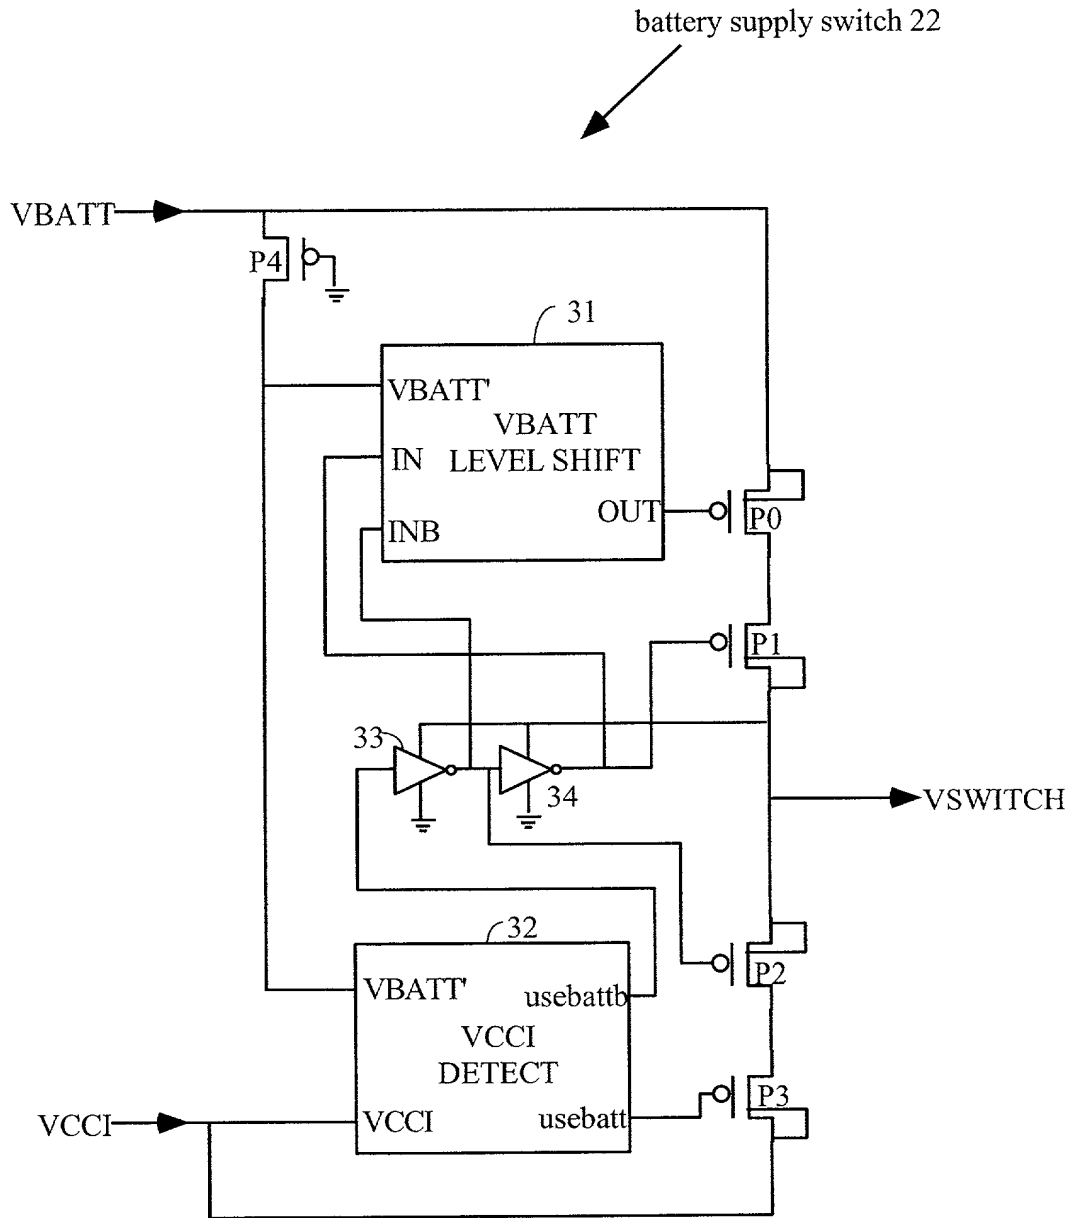 battery supply switch 22
VBATT
P4
31
VBATT'
VBATT
LEVEL SHIFT
IN
OUT
INB
P0
P1
33
34
VSWITCH
32
VBATT'
usebattb
P2
VCCI
DETECT
P3
VCCI
VCCI
usebatt